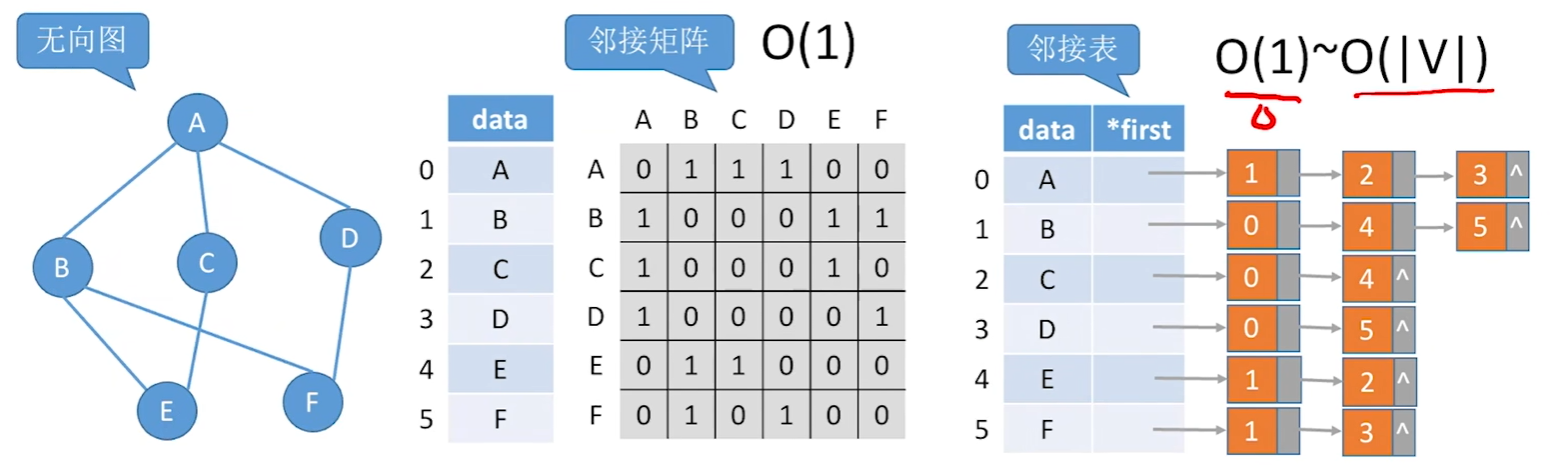 无向图
A
B
C
D
E
F
邻接矩阵 O(1)
data
0 A
1 B
2 C
3 D
4 E
5 F
A B C D E F
A 0 1 1 1 0 0
B 1 0 0 0 1 1
C 1 0 0 0 1 0
D 1 0 0 0 0 1
E 0 1 1 0 0 0
F 0 1 0 1 0 0
邻接表 O(1)~O(|V|)
data *first
0 A 1 2 3 ^
1 B 0 4 5 ^
2 C 0 4 ^
3 D 0 5 ^
4 E 1 2 ^
5 F 1 3 ^